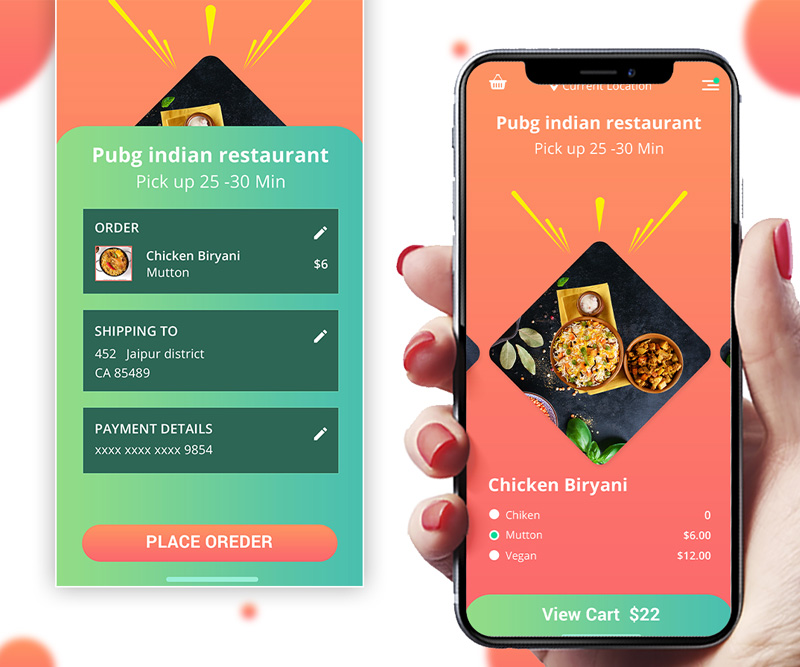 Pubg indian restaurant
Pick up 25 -30 Min
ORDER
Chicken Biryani
Mutton
$6
SHIPPING TO
452 Jaipur district
CA 85489
PAYMENT DETAILS
xxxx xxxx xxxx 9854
PLACE OREDER
Current Location
Pubg indian restaurant
Pick up 25 -30 Min
Chicken Biryani
Chiken 0
Mutton $6.00
Vegan $12.00
View Cart $22